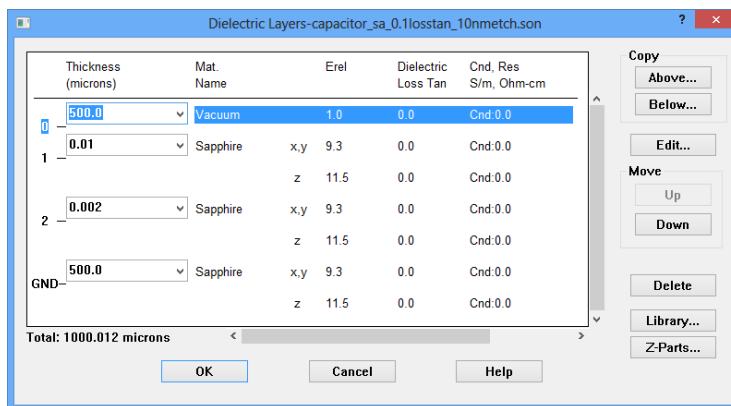 Dielectric Layers-capacitor_sa_0.1losstan_10nmetch.son ? ×
Thickness Mat. Erel Dielectric Cnd, Res
(microns) Name Loss Tan S/m, Ohm-cm
500.0 Vacuum 1.0 0.0 Cnd:0.0
0
0.01 Sapphire x,y 9.3 0.0 Cnd:0.0
1
z 11.5 0.0 Cnd:0.0
0.002 Sapphire x,y 9.3 0.0 Cnd:0.0
2
z 11.5 0.0 Cnd:0.0
500.0 Sapphire x,y 9.3 0.0 Cnd:0.0
GND
z 11.5 0.0 Cnd:0.0
Total: 1000.012 microns
OK Cancel Help
Copy
Above...
Below...
Edit...
Move
Up
Down
Delete
Library...
Z-Parts...